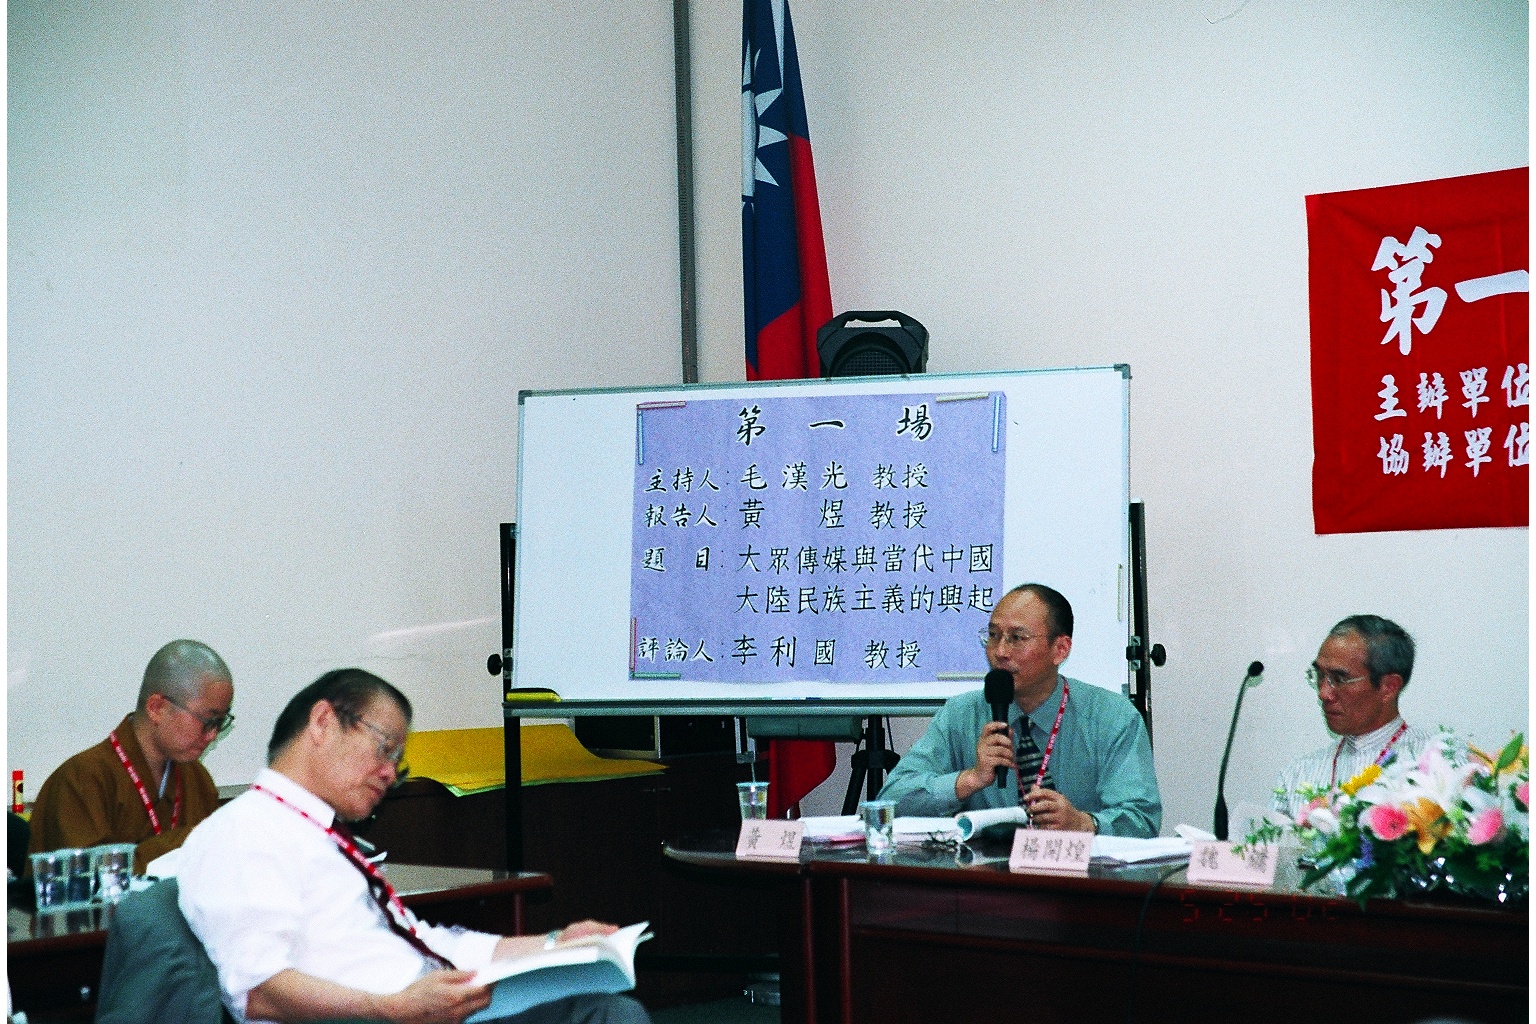 第一場
主持人：毛漢光 教授
報告人：黃 煜 教授
題 目：大眾傳媒與當代中國
大陸民族主義的興起
評論人：李利國 教授
第一
主辦單位
協辦單位
黃 煜
楊開煌
魏